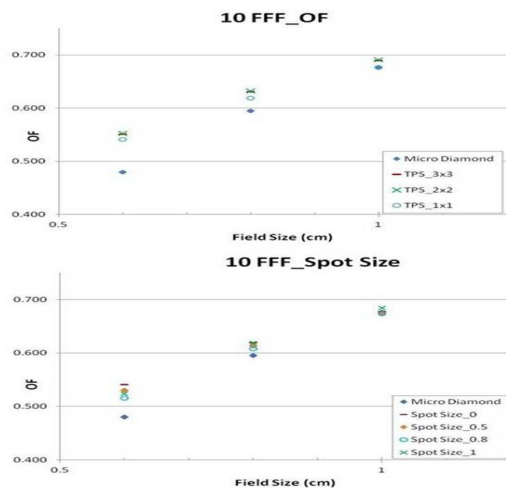 10 FFF_OF
0.700
0.600
0.500
0.400
OF
0.5
1
Field Size (cm)
Micro Diamond
TPS_3x3
TPS_2x2
TPS_1x1
10 FFF_Spot Size
0.700
0.600
0.500
0.400
OF
0.5
1
Field Size (cm)
Micro Diamond
Spot Size_0
Spot Size_0.5
Spot Size_0.8
Spot Size_1